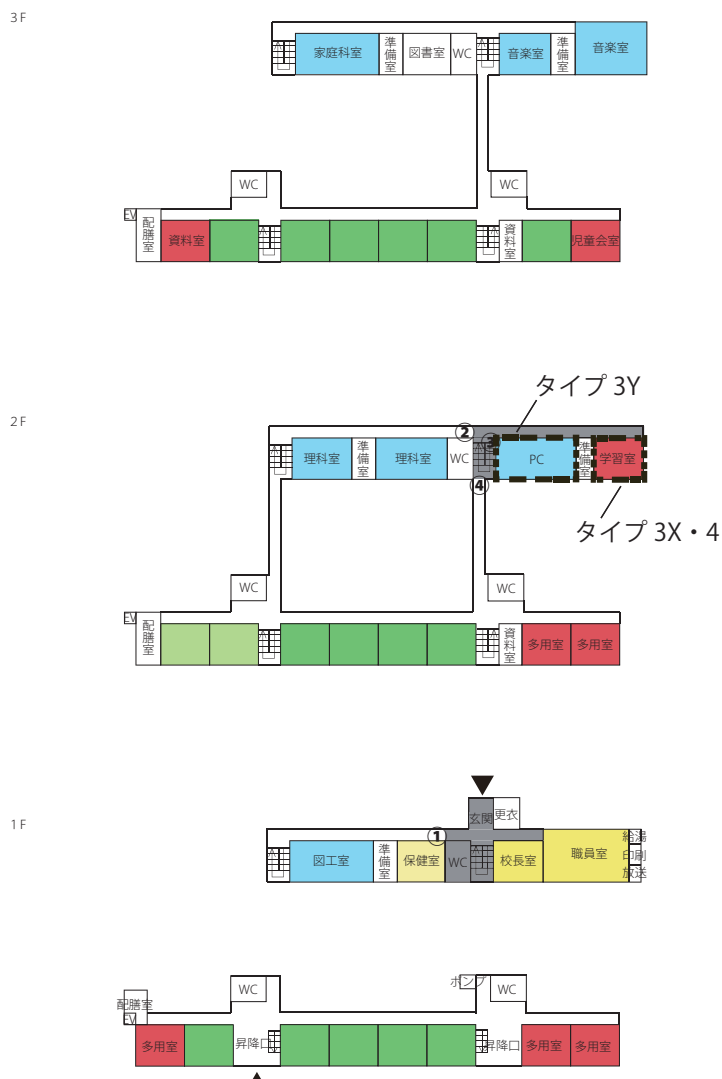 3F
家庭科室
準備室
図書室
WC
音楽室
準備室
音楽室
WC
WC
EV
配膳室
資料室
資料室
児童会室
タイプ 3Y
2F
②
③
理科室
準備室
理科室
WC
PC
準備室
学習室
④
タイプ 3X・4
WC
WC
EV
配膳室
資料室
多用室
多用室
1F
玄関
更衣
①
図工室
準備室
保健室
WC
校長室
職員室
給湯
印刷
放送
WC
ポンプ
WC
配膳室
EV
多用室
昇降口
昇降口
多用室
多用室